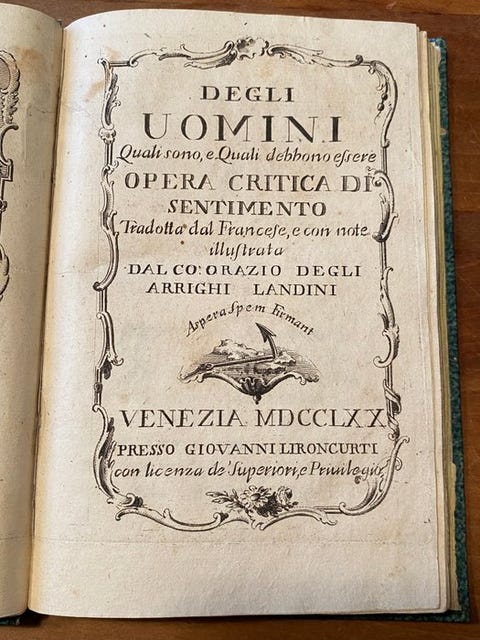 DEGLI
UOMINI
Quali sono, e Quali debbono eſsere
OPERA CRITICA DI
SENTIMENTO
Tradotta dal Franceſe, e con note
illuſtrata
DAL CO: ORAZIO DEGLI
ARRIGHI LANDINI
Aspera Spem Firmant
VENEZIA MDCCLXX
PRESSO GIOVANNI LIRONCURTI
con licenza de' Superiori, e Privilegio